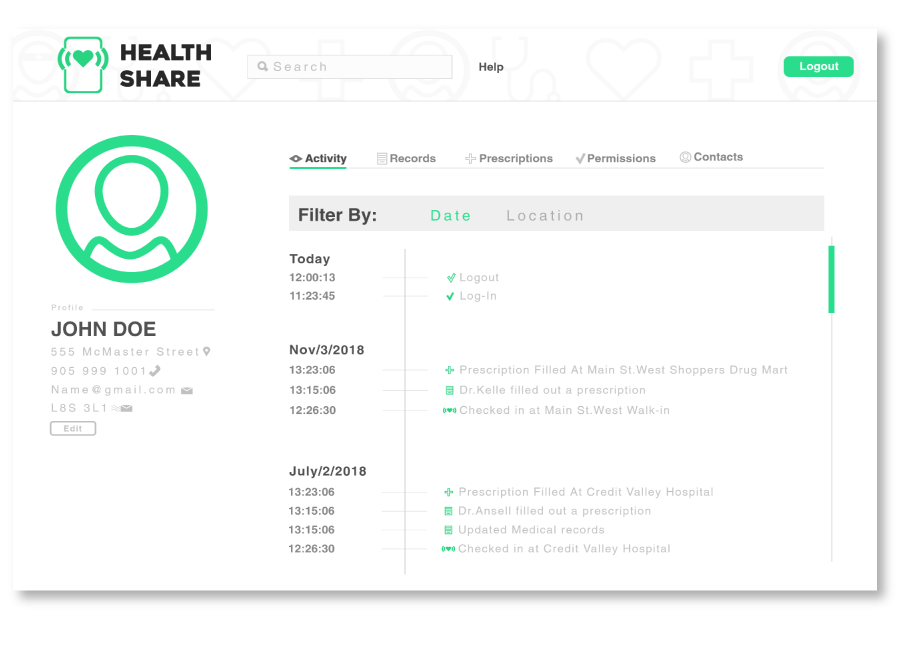 HEALTH
SHARE
Search
Help
Logout
Activity Records Prescriptions Permissions Contacts
Filter By: Date Location
Today
12:00:13 Logout
11:23:45 Log-In
Nov/3/2018
13:23:06 Prescription Filled At Main St.West Shoppers Drug Mart
13:15:06 Dr.Kelle filled out a prescription
12:26:30 Checked in at Main St.West Walk-in
July/2/2018
13:23:06 Prescription Filled At Credit Valley Hospital
13:15:06 Dr.Ansell filled out a prescription
13:15:06 Updated Medical records
12:26:30 Checked in at Credit Valley Hospital
Profile
JOHN DOE
555 McMaster Street
905 999 1001
Name@gmail.com
L8S 3L1
Edit